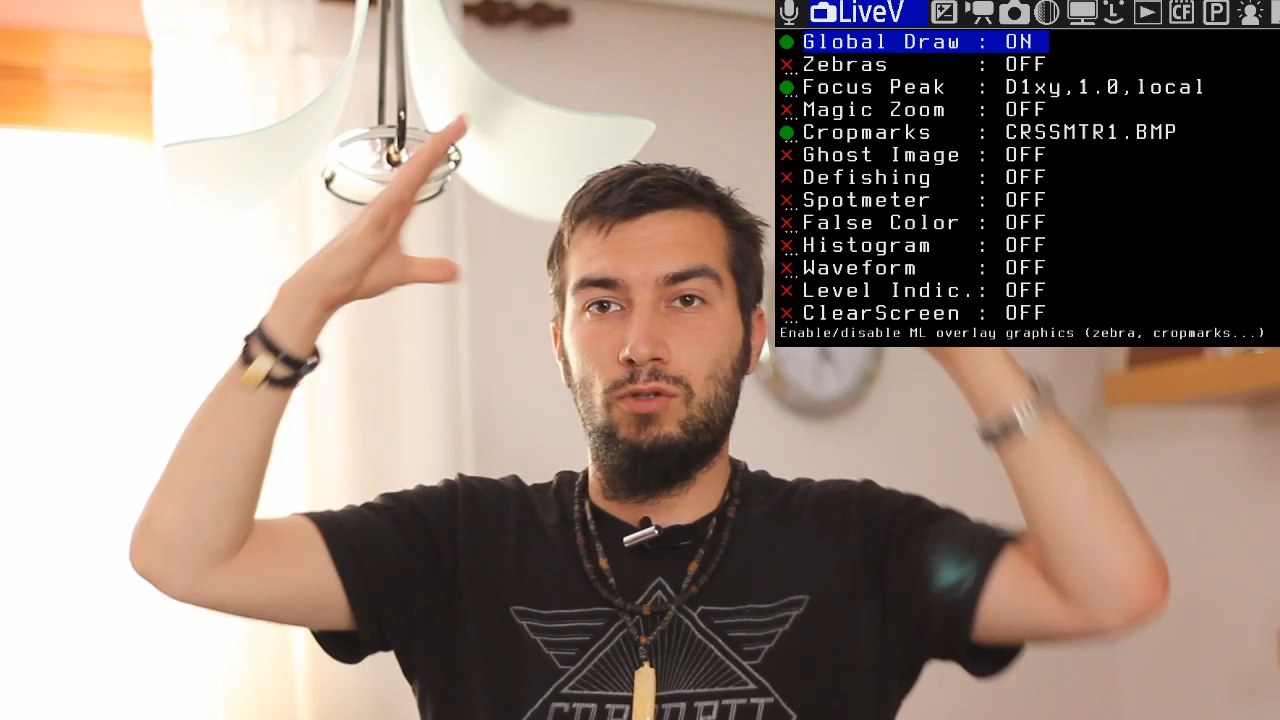 LiveV
Global Draw : ON
Zebras : OFF
Focus Peak : D1xy,1.0,local
Magic Zoom : OFF
Cropmarks : CRSSMTR1.BMP
Ghost Image : OFF
Defishing : OFF
Spotmeter : OFF
False Color : OFF
Histogram : OFF
Waveform : OFF
Level Indic.: OFF
ClearScreen : OFF
Enable/disable ML overlay graphics (zebra, cropmarks...)